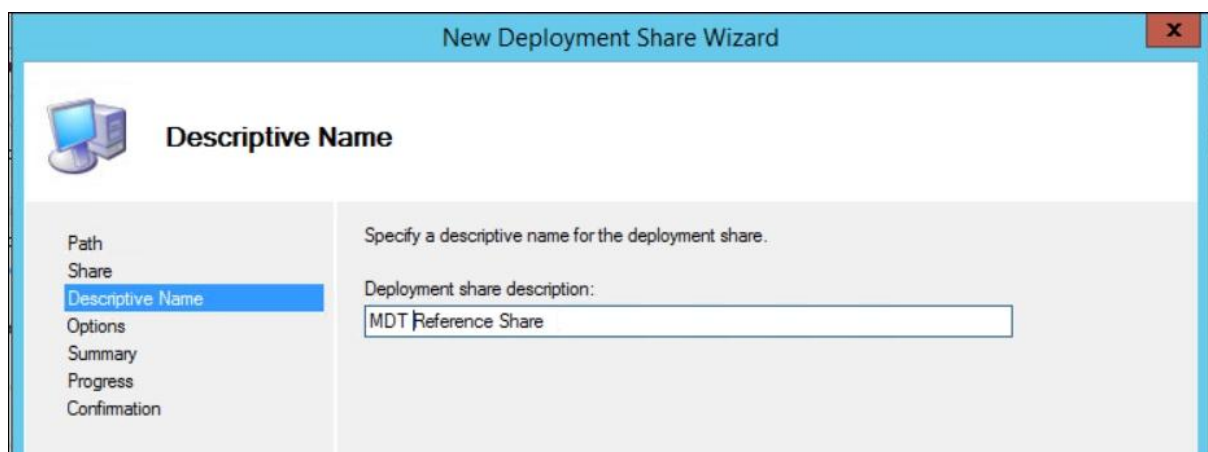 New Deployment Share Wizard
x
Descriptive Name
Path
Share
Descriptive Name
Options
Summary
Progress
Confirmation
Specify a descriptive name for the deployment share.
Deployment share description:
MDT Reference Share